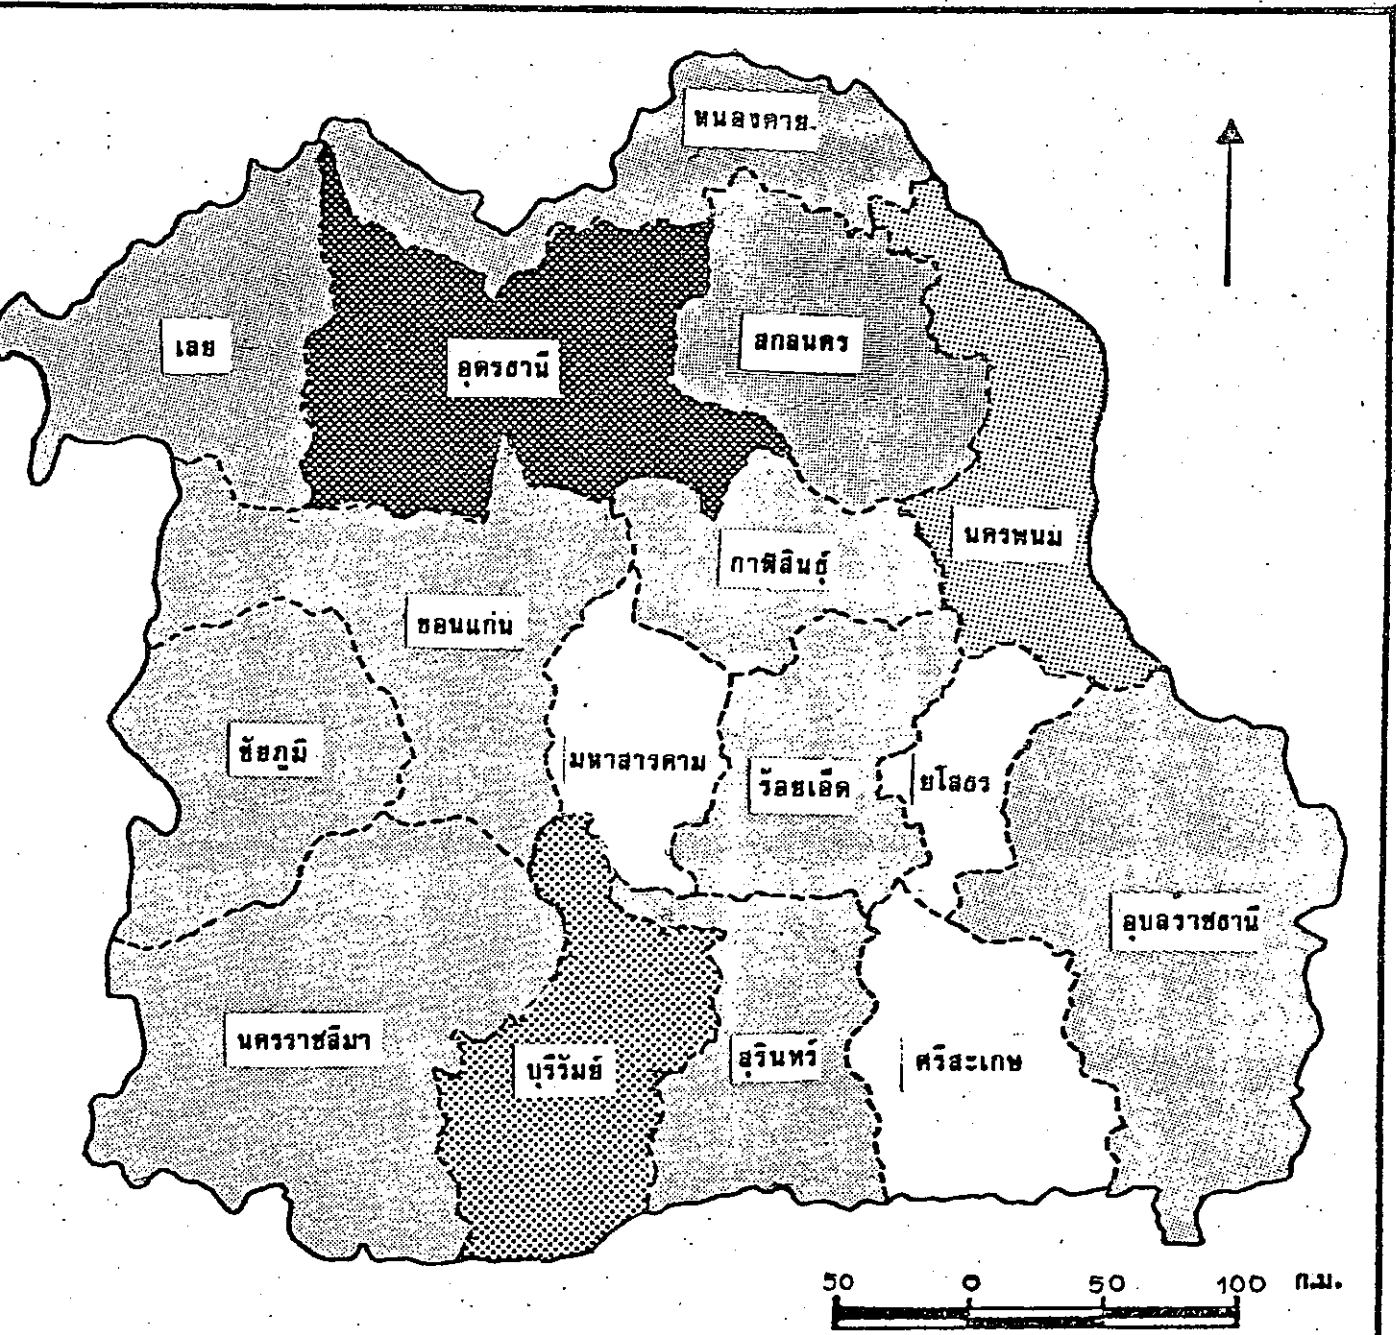 หนองคาย
เลย
อุดรธานี
สกลนคร
นครพนม
กาฬสินธุ์
ขอนแก่น
ชัยภูมิ
มหาสารคาม
ร้อยเอ็ด
ยโสธร
อุบลราชธานี
นครราชสีมา
บุรีรัมย์
สุรินทร์
ศรีสะเกษ
50 0 50 100 ก.ม.